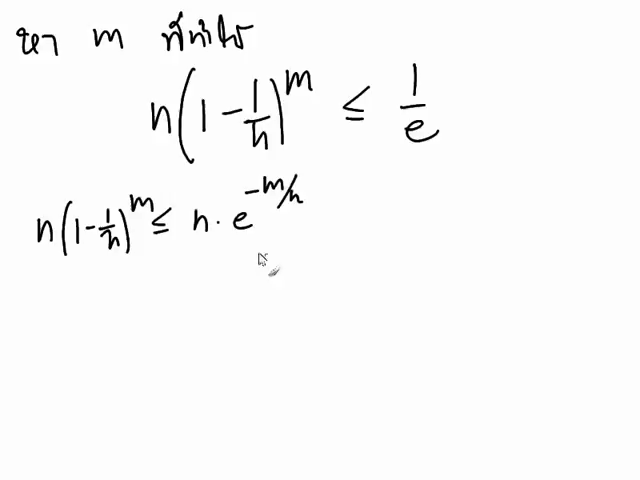 หา m ที่ทำให้
n(1 - 1/n)^m ≤ 1/e
n(1 - 1/n)^m ≤ n · e^(-m/n)